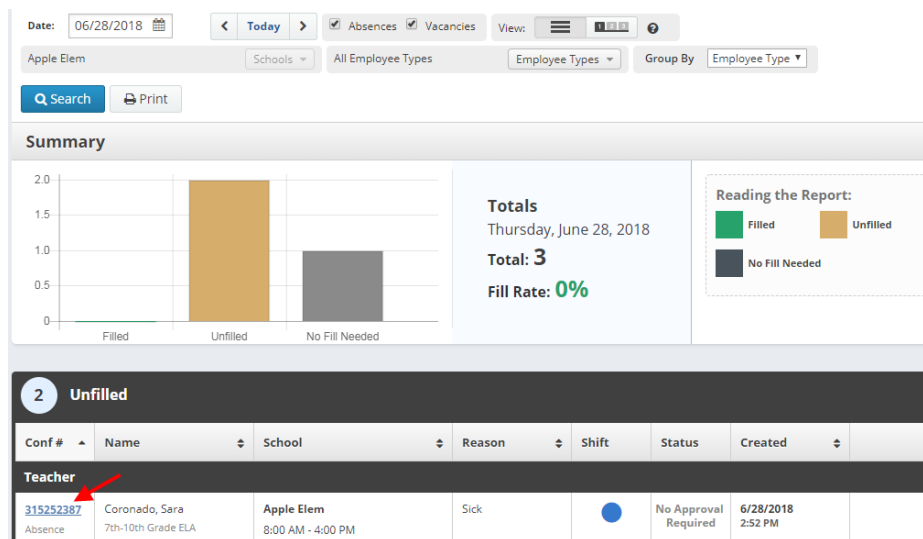 Date: 06/28/2018 Today Absences Vacancies View: 1 2 3 ?
Apple Elem Schools All Employee Types Employee Types Group By Employee Type
Search Print
Summary
2.0
1.5
1.0
0.5
0
Filled Unfilled No Fill Needed
Totals
Thursday, June 28, 2018
Total: 3
Fill Rate: 0%
Reading the Report:
Filled Unfilled
No Fill Needed
2 Unfilled
Conf # Name School Reason Shift Status Created
Teacher
315252387 Coronado, Sara Apple Elem Sick No Approval 6/28/2018
Absence 7th-10th Grade ELA 8:00 AM - 4:00 PM Required 2:52 PM